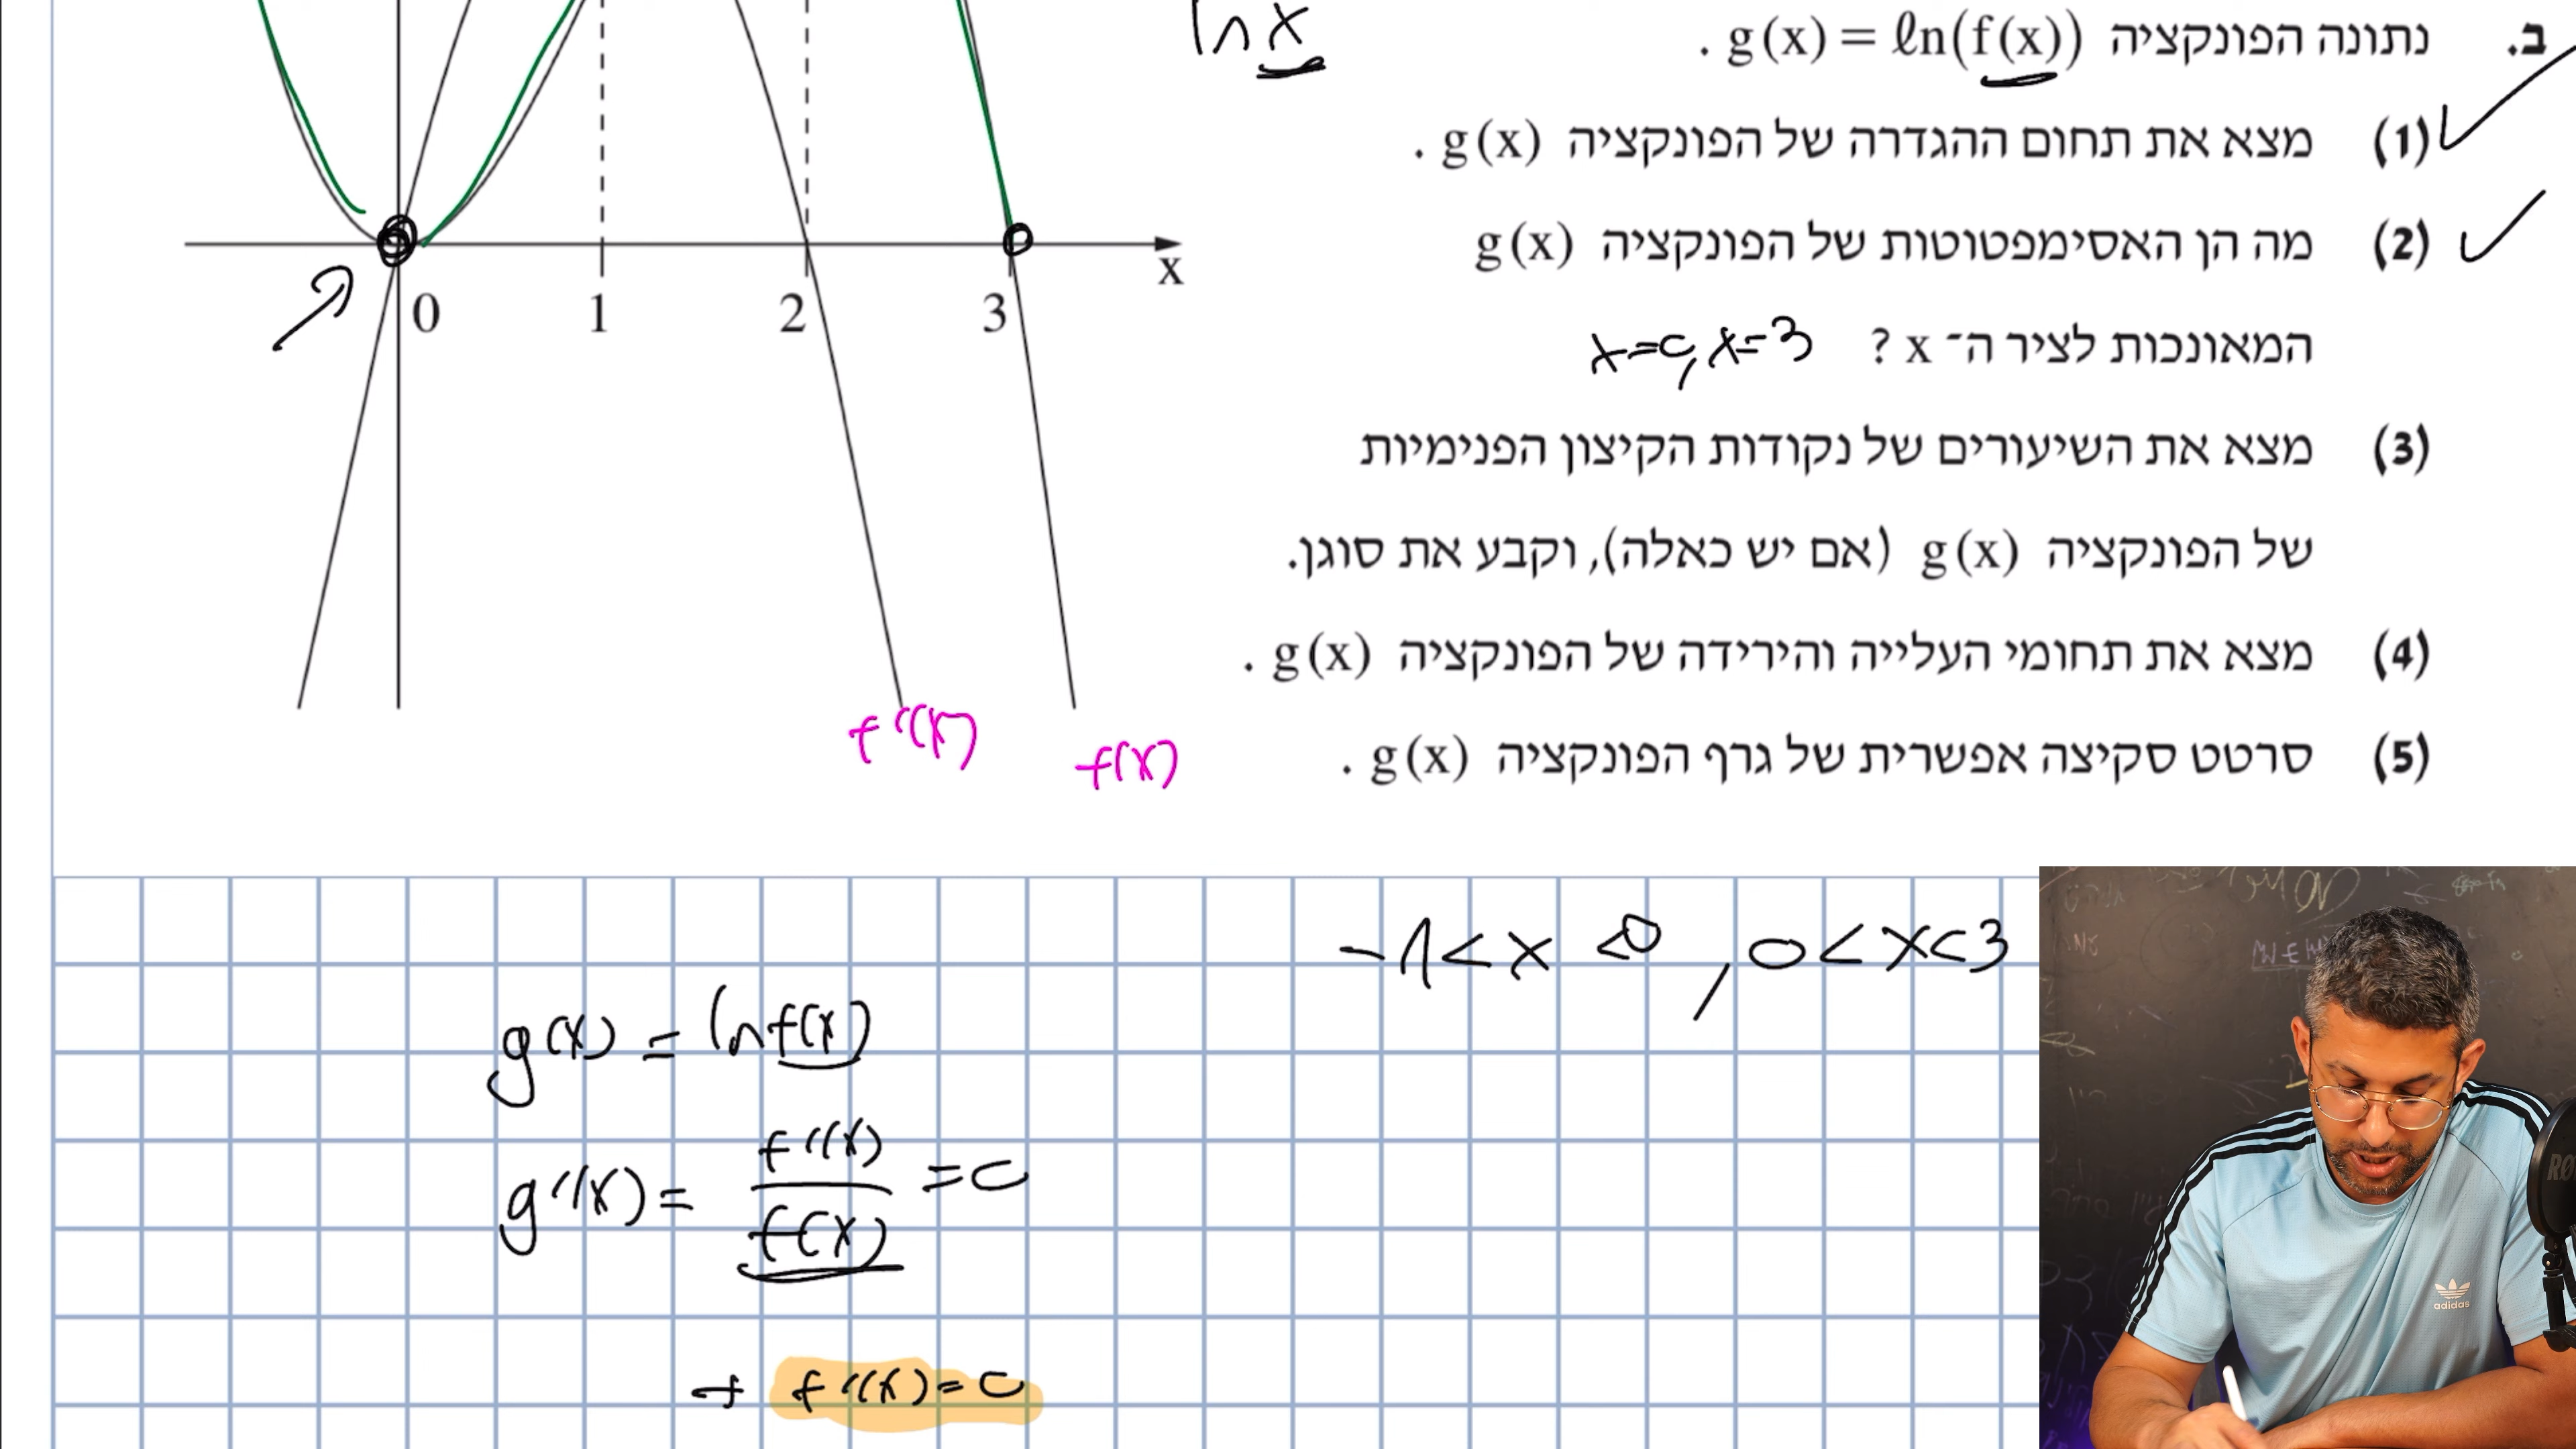 ln x
ב. נתונה הפונקציה g(x) = ℓn(f(x)) .
(1) מצא את תחום ההגדרה של הפונקציה g(x) .
(2) מה הן האסימפטוטות של הפונקציה g(x)
המאונכות לציר ה־ x ? x=0, x=3
(3) מצא את השיעורים של נקודות הקיצון הפנימיות
של הפונקציה g(x) (אם יש כאלה), וקבע את סוגן.
(4) מצא את תחומי העלייה והירידה של הפונקציה g(x) .
(5) סרטט סקיצה אפשרית של גרף הפונקציה g(x) .
x
0 1 2 3
f'(x)
f(x)
-1<x<0, 0<x<3
g(x) = ln f(x)
g'(x) = f'(x)/f(x) = 0
→ f'(x) = 0
adidas